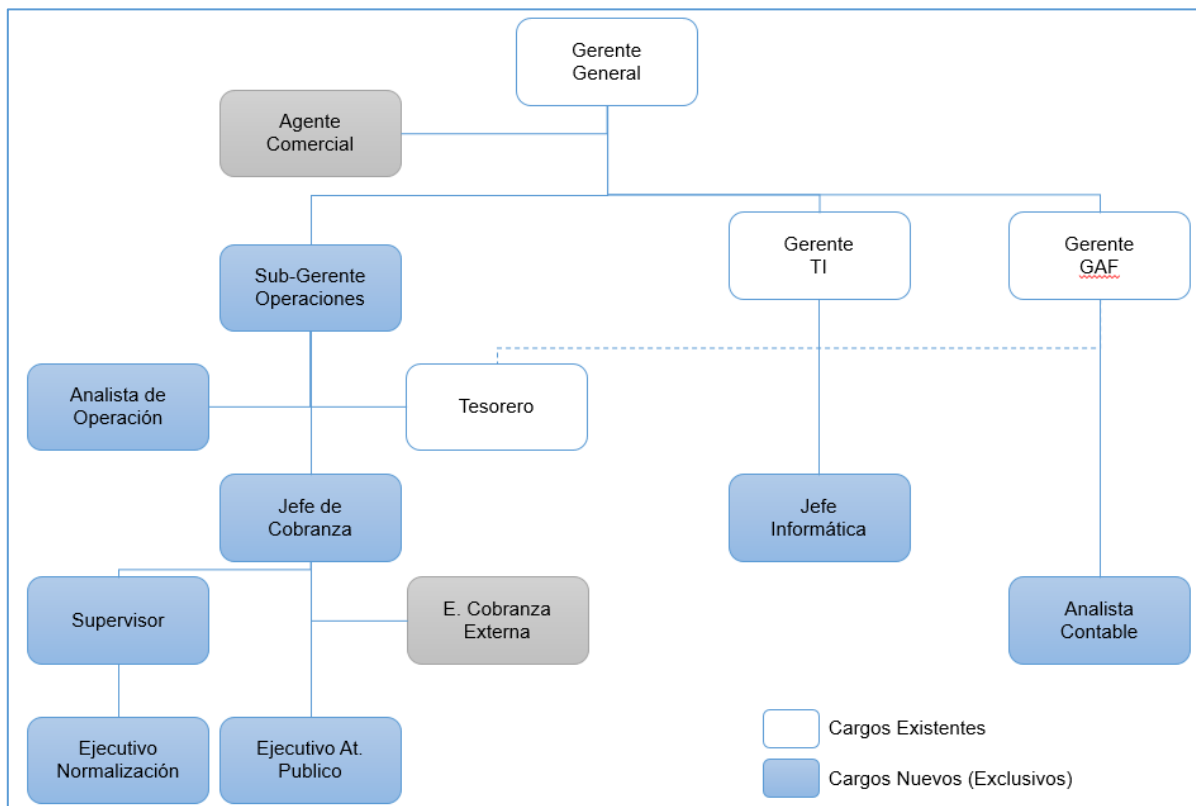 Gerente
General
Agente
Comercial
Gerente
TI
Gerente
GAF
Sub-Gerente
Operaciones
Analista de
Operación
Tesorero
Jefe de
Cobranza
Jefe
Informática
Supervisor
E. Cobranza
Externa
Analista
Contable
Ejecutivo
Normalización
Ejecutivo At.
Publico
Cargos Existentes
Cargos Nuevos (Exclusivos)